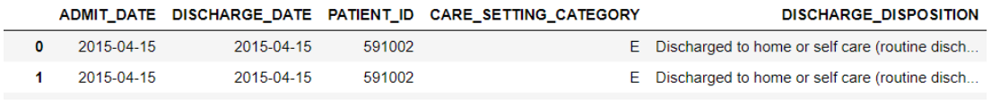 ADMIT_DATE DISCHARGE_DATE PATIENT_ID CARE_SETTING_CATEGORY DISCHARGE_DISPOSITION
0 2015-04-15 2015-04-15 591002 E Discharged to home or self care (routine disch...
1 2015-04-15 2015-04-15 591002 E Discharged to home or self care (routine disch...